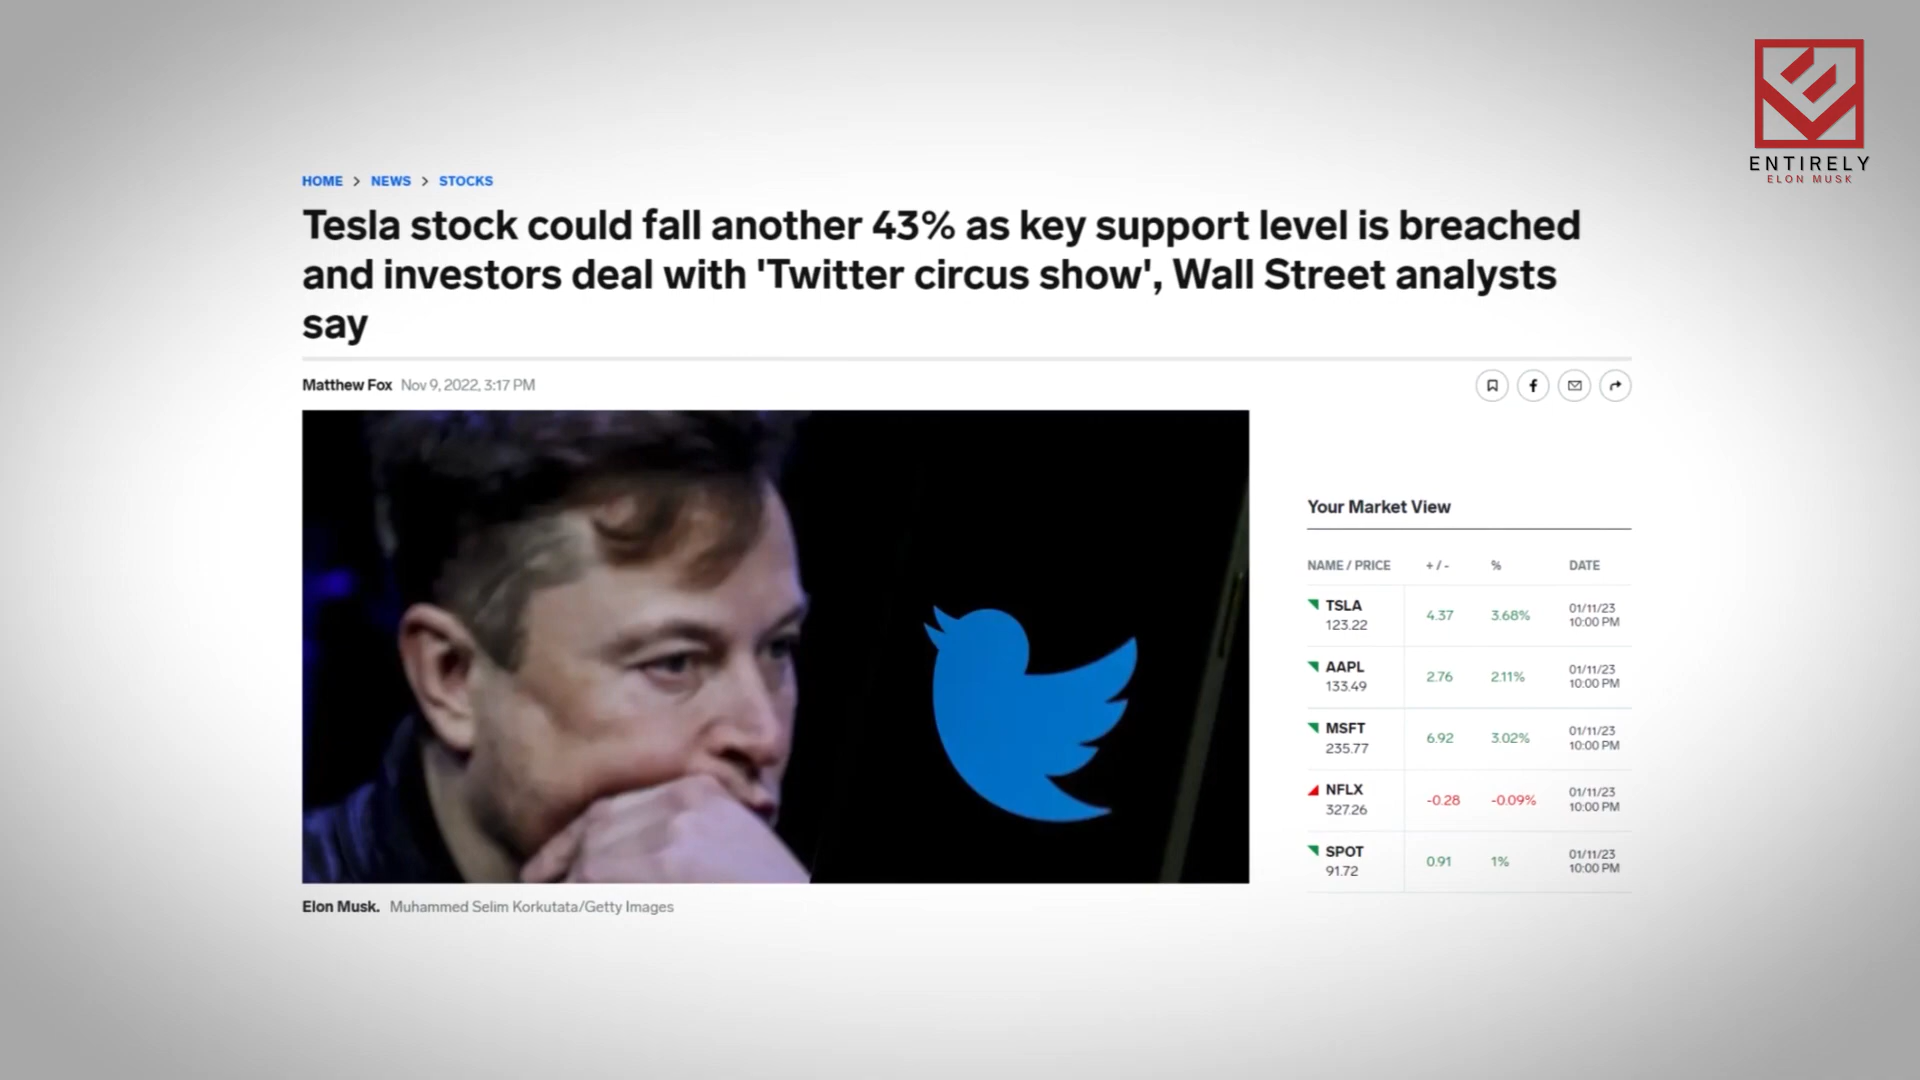 ENTIRELY
ELON MUSK
HOME > NEWS > STOCKS
Tesla stock could fall another 43% as key support level is breached
and investors deal with 'Twitter circus show', Wall Street analysts
say
Matthew Fox Nov 9, 2022, 3:17 PM
Your Market View
NAME / PRICE + / - % DATE
TSLA 4.37 3.68% 01/11/23
123.22 10:00 PM
AAPL 2.76 2.11% 01/11/23
133.49 10:00 PM
MSFT 6.92 3.02% 01/11/23
235.77 10:00 PM
NFLX -0.28 -0.09% 01/11/23
327.26 10:00 PM
SPOT 0.91 1% 01/11/23
91.72 10:00 PM
Elon Musk. Muhammed Selim Korkutata/Getty Images